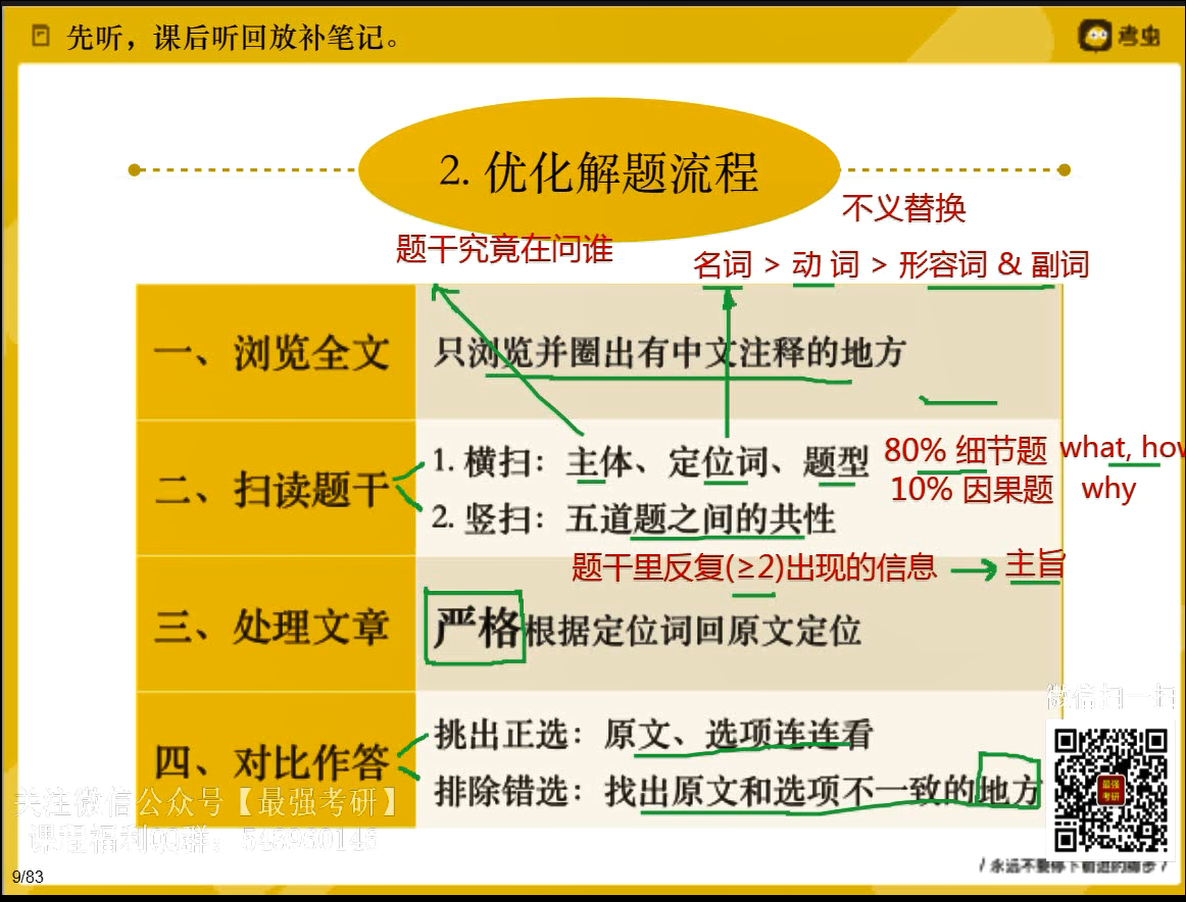 先听，课后听回放补笔记。
考虫
2. 优化解题流程
不义替换
题干究竟在问谁
名词 > 动 词 > 形容词 & 副词
一、浏览全文
只浏览并圈出有中文注释的地方
二、扫读题干
1. 横扫：主体、定位词、题型
80% 细节题 what, how
10% 因果题 why
2. 竖扫：五道题之间的共性
题干里反复(≥2)出现的信息
主旨
三、处理文章
严格根据定位词回原文定位
四、对比作答
挑出正选：原文、选项连连看
排除错选：找出原文和选项不一致的地方
微信扫一扫
最强
考研
关注微信公众号【最强考研】
课程福利QQ群：
/ 永远不要停下前进的脚步 /
9/83